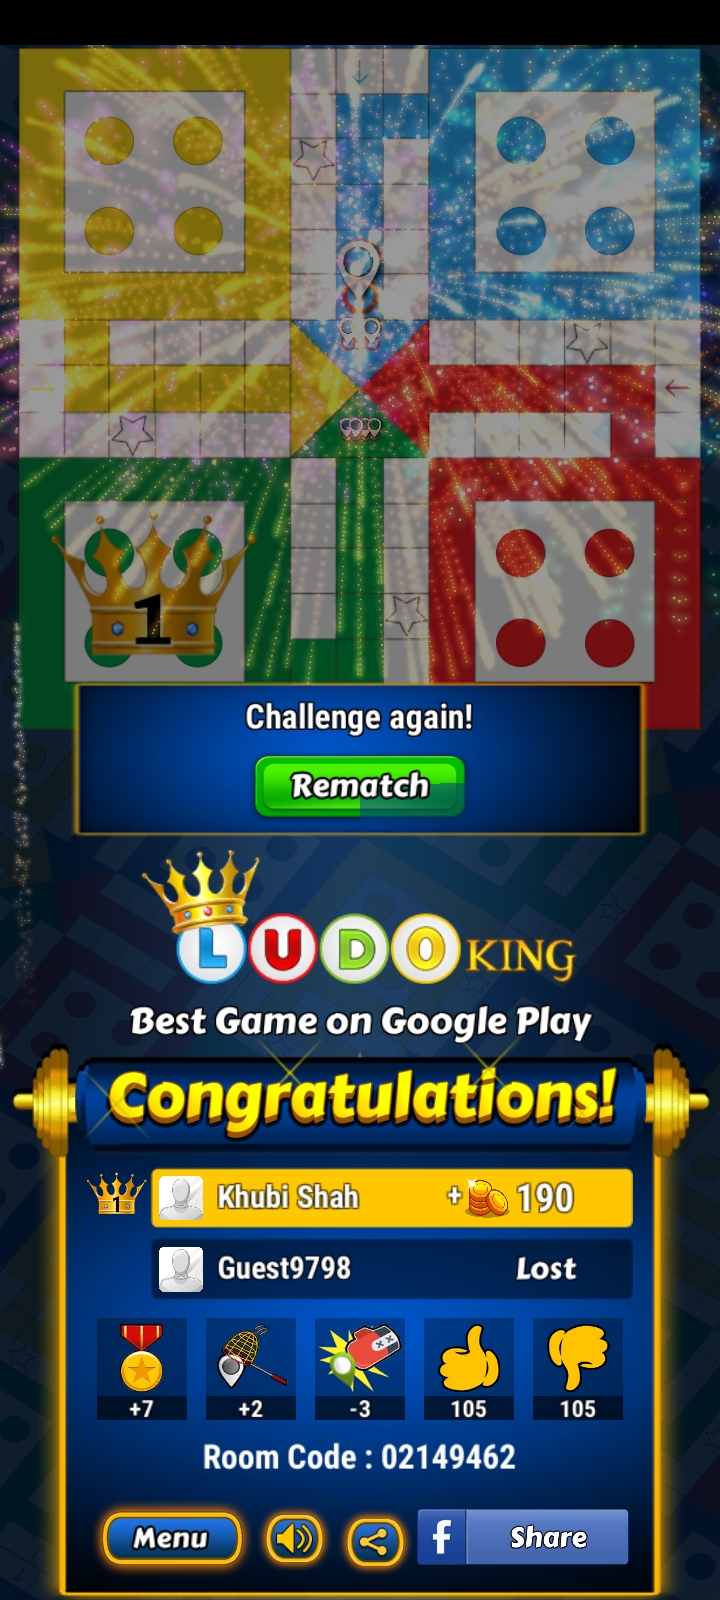 1
Challenge again!
Rematch
LUDO KING
Best Game on Google Play
Congratulations!
1 Khubi Shah + 190
Guest9798 Lost
+7 +2 -3 105 105
Room Code : 02149462
Menu f Share